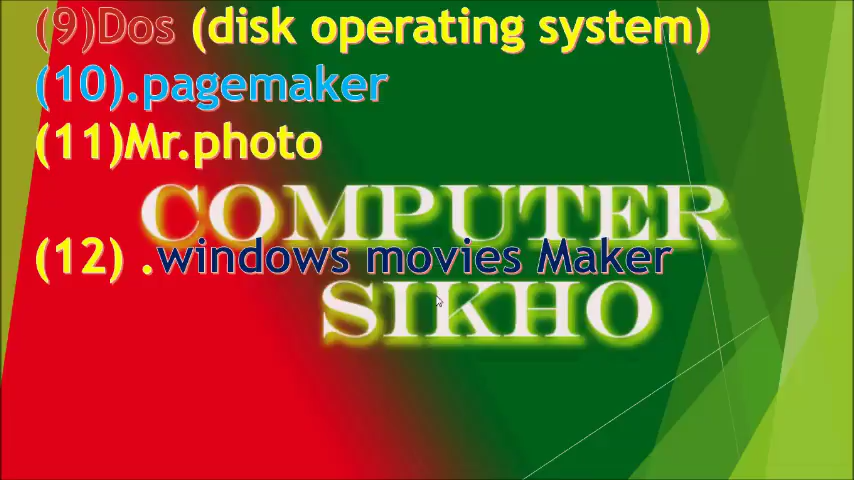 (9)Dos (disk operating system)
(10).pagemaker
(11)Mr.photo
COMPUTER
(12) .windows movies Maker
SIKHO